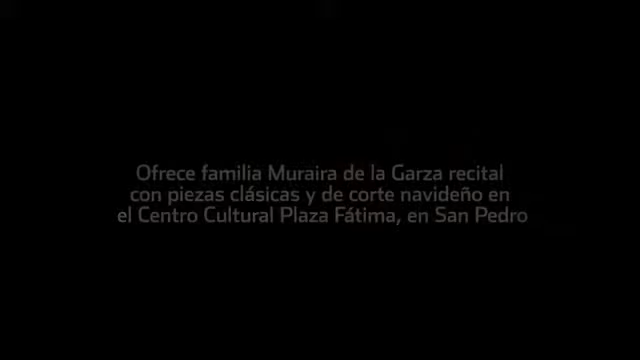 Ofrece familia Muraira de la Garza recital
con piezas clásicas y de corte navideño en
el Centro Cultural Plaza Fátima, en San Pedro